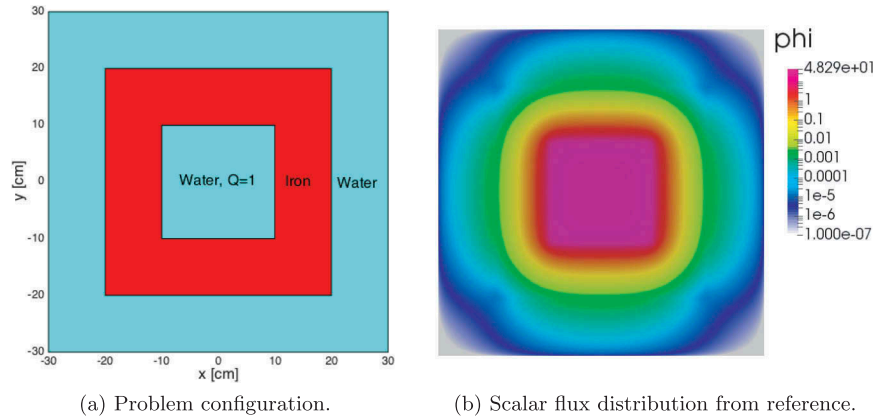 30
20
10
0
-10
-20
-30
y [cm]
Water, Q=1
Iron
Water
-30
-20
-10
0
10
20
30
x [cm]
phi
4.829e+01
1
0.1
0.01
0.001
0.0001
1e-5
1e-6
1.000e-07
(a) Problem configuration.
(b) Scalar flux distribution from reference.